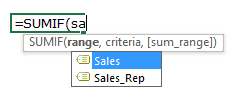 =SUMIF(sa
SUMIF(range, criteria, [sum_range])
Sales
Sales_Rep